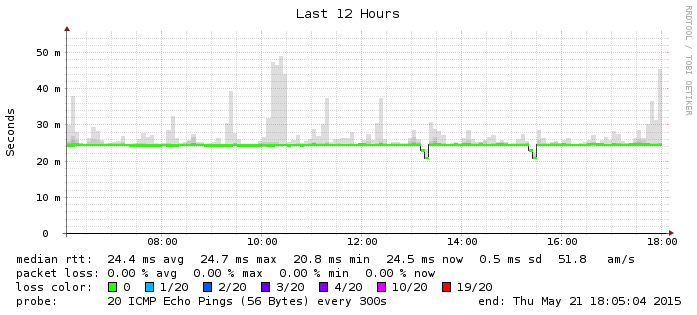 Last 12 Hours
RRDTOOL / TOBI OETIKER
Seconds
50 m
40 m
30 m
20 m
10 m
0
08:00 10:00 12:00 14:00 16:00 18:00
median rtt: 24.4 ms avg 24.7 ms max 20.8 ms min 24.5 ms now 0.5 ms sd 51.8 am/s
packet loss: 0.00 % avg 0.00 % max 0.00 % min 0.00 % now
loss color: 0 1/20 2/20 3/20 4/20 10/20 19/20
probe: 20 ICMP Echo Pings (56 Bytes) every 300s end: Thu May 21 18:05:04 2015